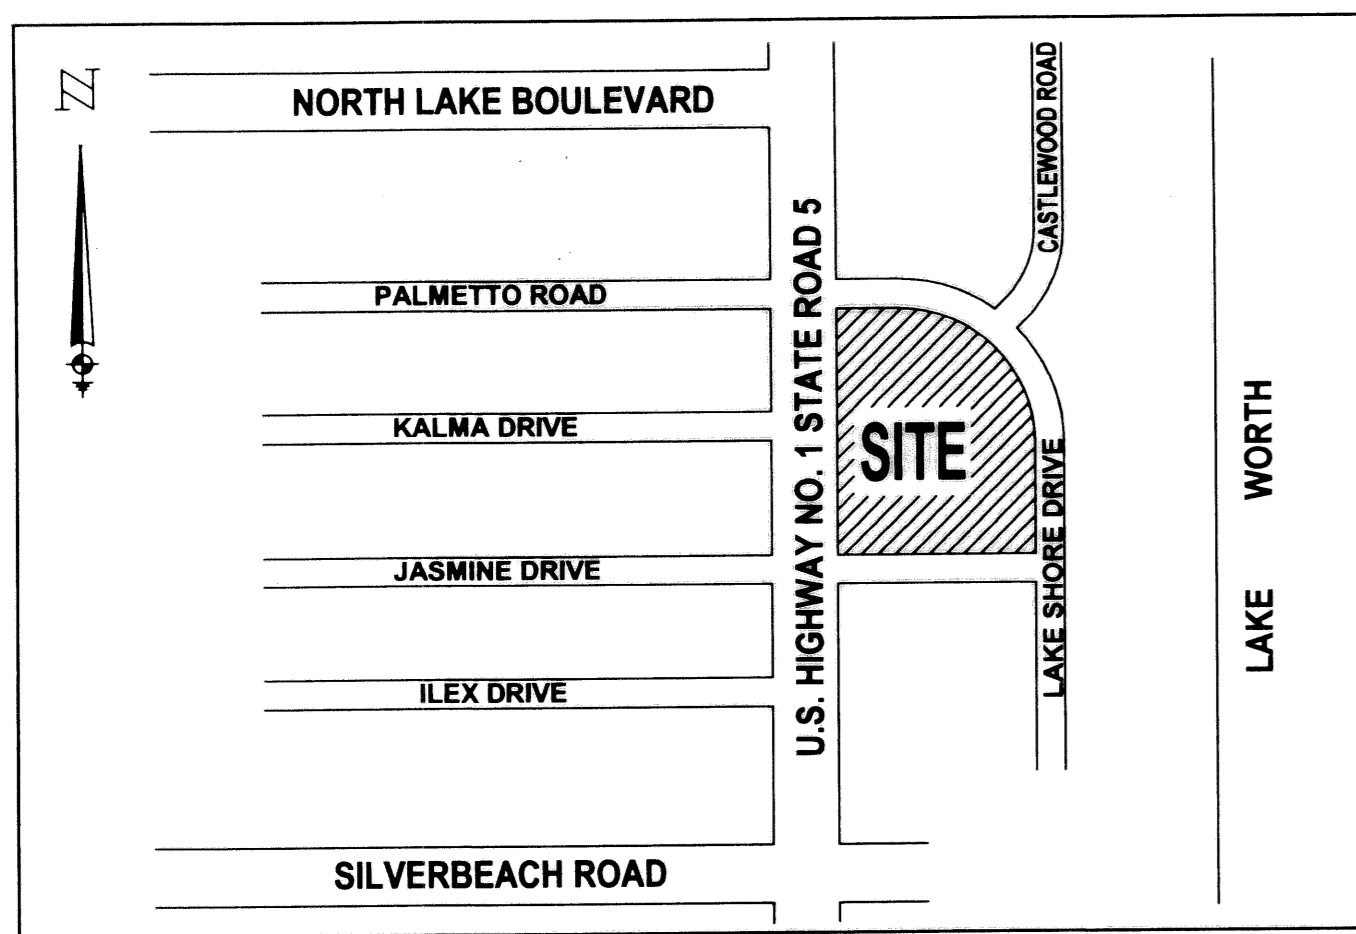 N
NORTH LAKE BOULEVARD
CASTLEWOOD ROAD
PALMETTO ROAD
U.S. HIGHWAY NO. 1 STATE ROAD 5
KALMA DRIVE
SITE
LAKE SHORE DRIVE
LAKE WORTH
JASMINE DRIVE
ILEX DRIVE
SILVERBEACH ROAD